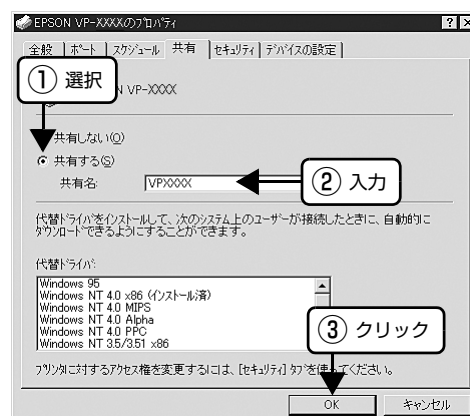 EPSON VP-XXXXのプロパティ
全般 ポート スケジュール 共有 セキュリティ デバイスの設定
① 選択
VP-XXXX
共有しない(O)
共有する(S)
共有名: VPXXXX
② 入力
代替ドライバをインストールして、次のシステム上のユーザーが接続したときに、自動的に
ダウンロードできるようにすることができます。
代替ドライバ:
Windows 95
Windows NT 4.0 x86 (インストール済)
Windows NT 4.0 MIPS
Windows NT 4.0 Alpha
Windows NT 4.0 PPC
Windows NT 3.5/3.51 x86
③ クリック
プリンタに対するアクセス権を変更するには、[セキュリティ] タブを使ってください。
OK キャンセル